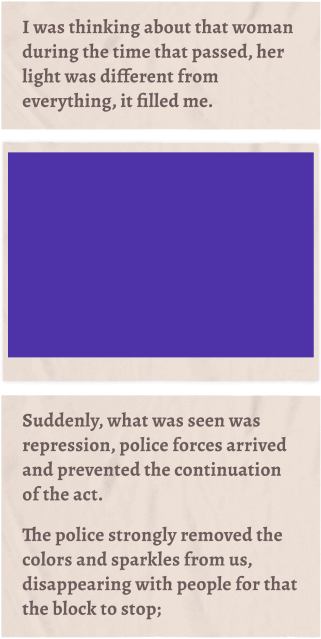 I was thinking about that woman
during the time that passed, her
light was different from
everything, it filled me.
Suddenly, what was seen was
repression, police forces arrived
and prevented the continuation
of the act.
The police strongly removed the
colors and sparkles from us,
disappearing with people for that
the block to stop;